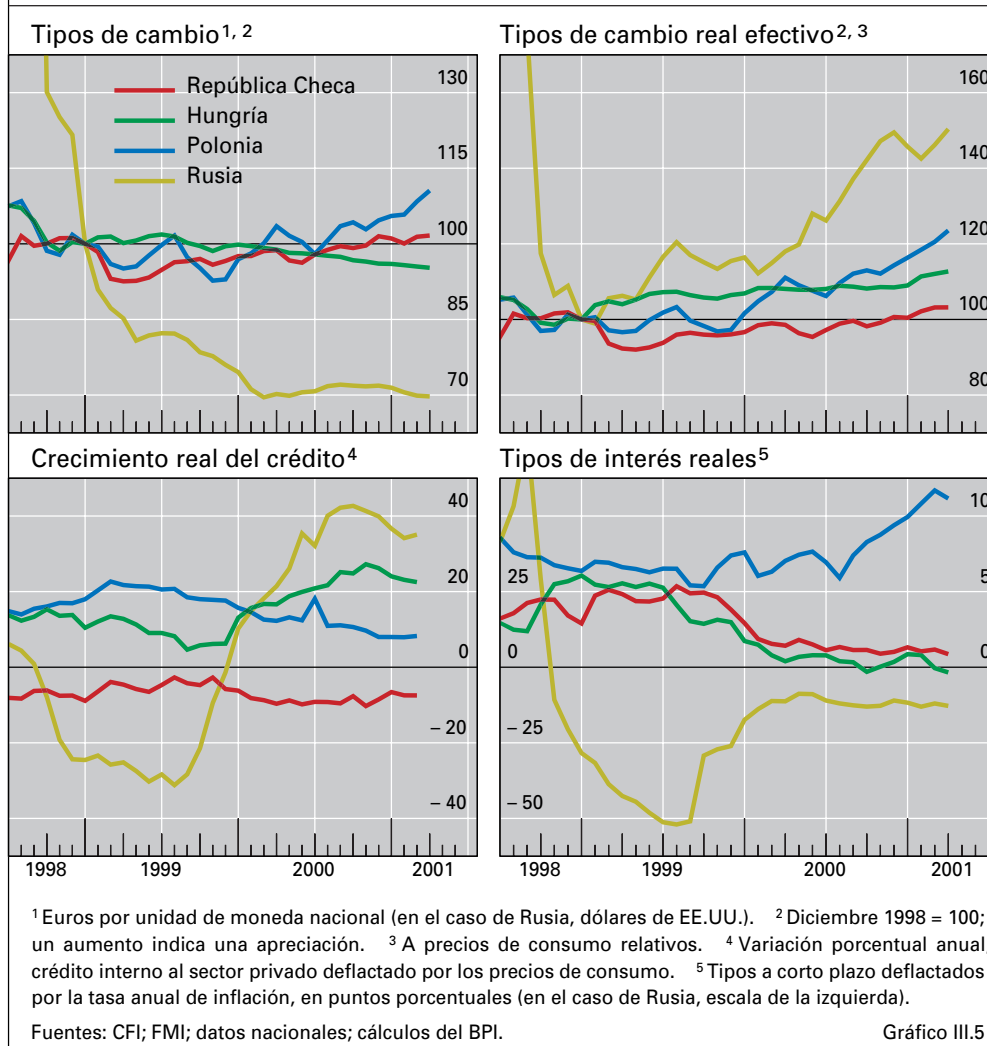 Tipos de cambio1, 2
130
República Checa
Hungría
Polonia
Rusia
115
100
85
70
Tipos de cambio real efectivo2, 3
160
140
120
100
80
Crecimiento real del crédito4
40
20
0
– 20
– 40
1998 1999 2000 2001
Tipos de interés reales5
10
25 5
0 0
– 25
– 50
1998 1999 2000 2001
1 Euros por unidad de moneda nacional (en el caso de Rusia, dólares de EE.UU.). 2 Diciembre 1998 = 100;
un aumento indica una apreciación. 3 A precios de consumo relativos. 4 Variación porcentual anual,
crédito interno al sector privado deflactado por los precios de consumo. 5 Tipos a corto plazo deflactados
por la tasa anual de inflación, en puntos porcentuales (en el caso de Rusia, escala de la izquierda).
Fuentes: CFI; FMI; datos nacionales; cálculos del BPI. Gráfico III.5